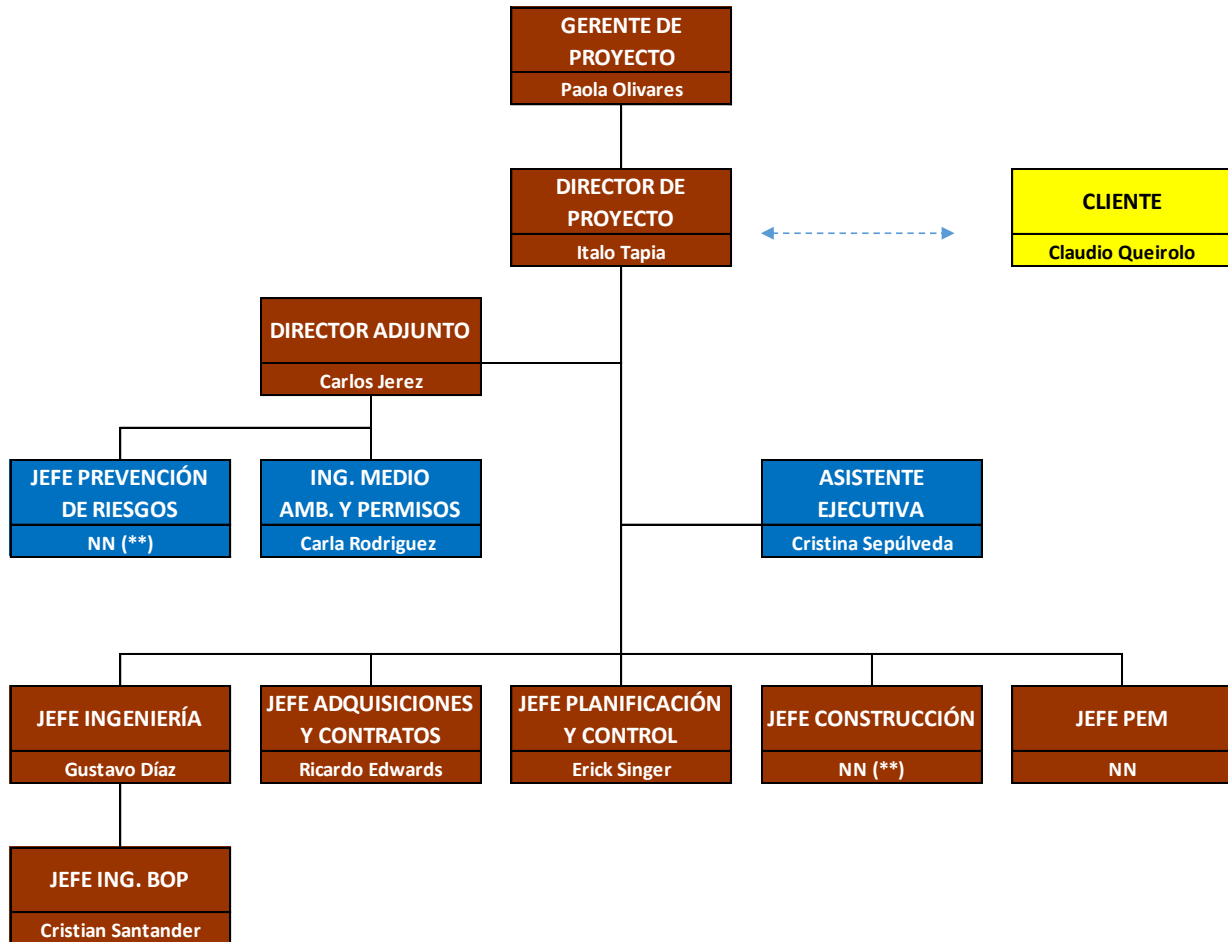 GERENTE DE
PROYECTO
Paola Olivares
DIRECTOR DE
PROYECTO
Italo Tapia
CLIENTE
Claudio Queirolo
DIRECTOR ADJUNTO
Carlos Jerez
JEFE PREVENCIÓN
DE RIESGOS
NN (**)
ING. MEDIO
AMB. Y PERMISOS
Carla Rodriguez
ASISTENTE
EJECUTIVA
Cristina Sepúlveda
JEFE INGENIERÍA
Gustavo Díaz
JEFE ADQUISICIONES
Y CONTRATOS
Ricardo Edwards
JEFE PLANIFICACIÓN
Y CONTROL
Erick Singer
JEFE CONSTRUCCIÓN
NN (**)
JEFE PEM
NN
JEFE ING. BOP
Cristian Santander